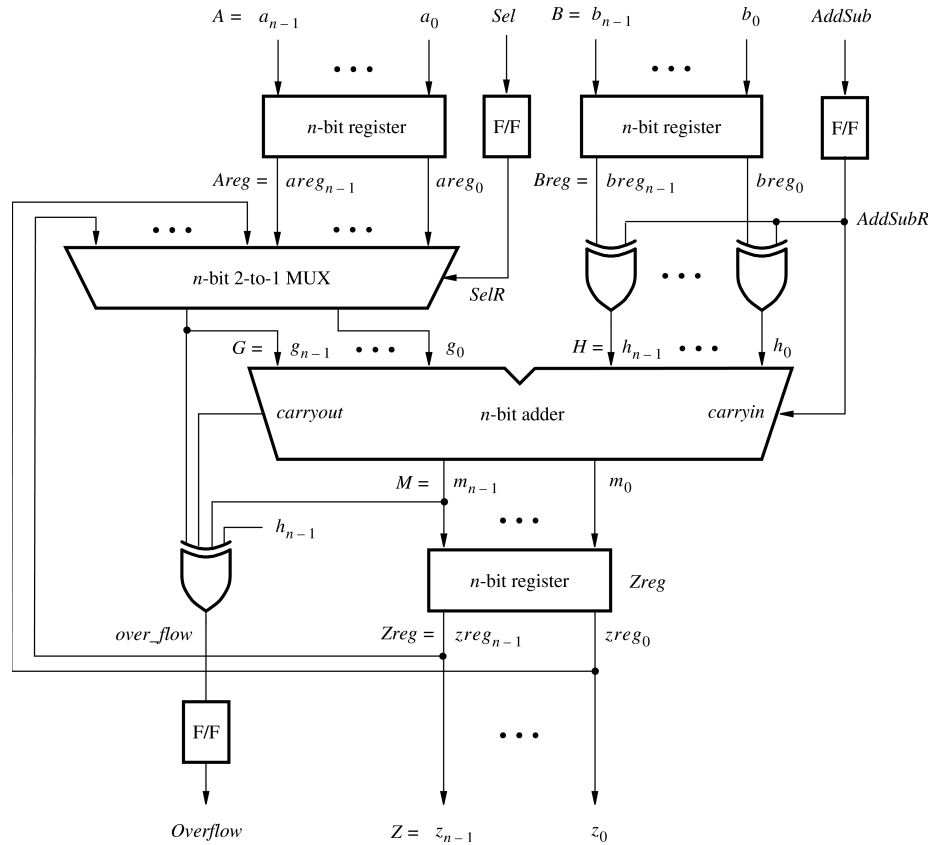 A = a_{n-1} a_0 Sel B = b_{n-1} b_0 AddSub
n-bit register F/F n-bit register F/F
Areg = areg_{n-1} areg_0 Breg = breg_{n-1} breg_0
AddSubR
n-bit 2-to-1 MUX
SelR
G = g_{n-1} g_0 H = h_{n-1} h_0
carryout n-bit adder carryin
M = m_{n-1} m_0
h_{n-1}
n-bit register Zreg
over_flow Zreg = zreg_{n-1} zreg_0
F/F
Overflow Z = z_{n-1} z_0